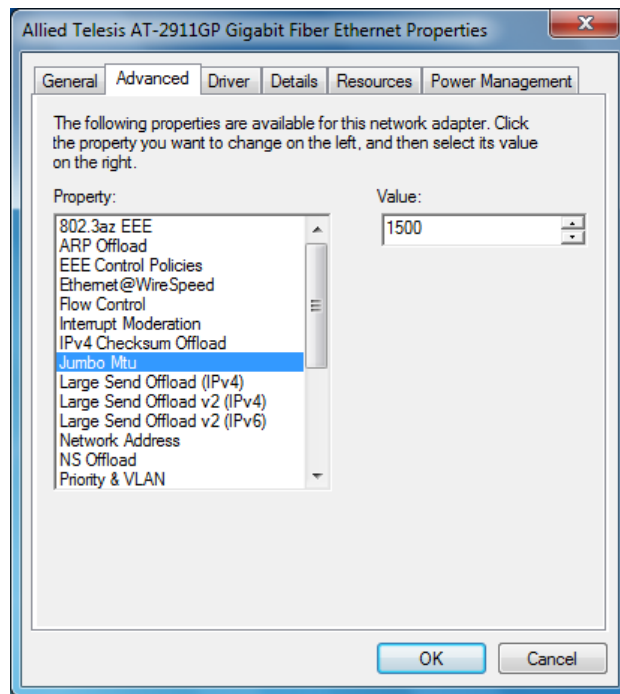 Allied Telesis AT-2911GP Gigabit Fiber Ethernet Properties
General Advanced Driver Details Resources Power Management
The following properties are available for this network adapter. Click
the property you want to change on the left, and then select its value
on the right.
Property:
Value:
802.3az EEE
ARP Offload
EEE Control Policies
Ethernet@WireSpeed
Flow Control
Interrupt Moderation
IPv4 Checksum Offload
Jumbo Mtu
Large Send Offload (IPv4)
Large Send Offload v2 (IPv4)
Large Send Offload v2 (IPv6)
Network Address
NS Offload
Priority & VLAN
1500
OK
Cancel